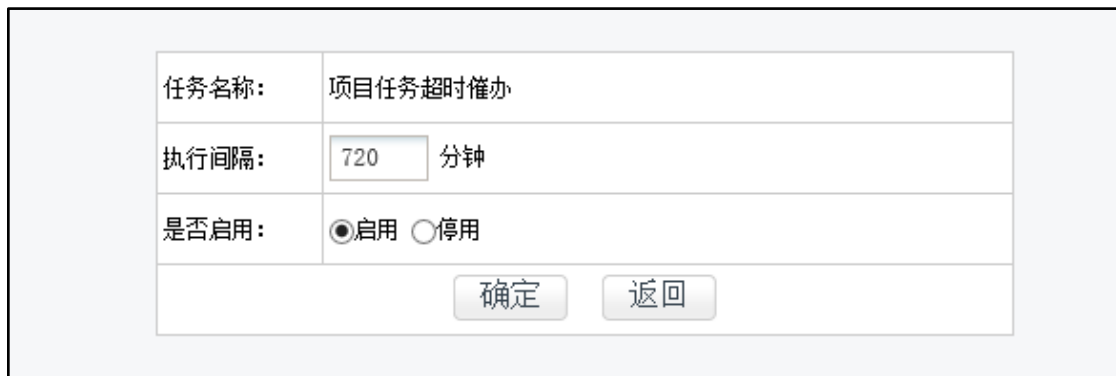 任务名称： 项目任务超时催办
执行间隔： 720 分钟
是否启用： 启用 停用
确定 返回